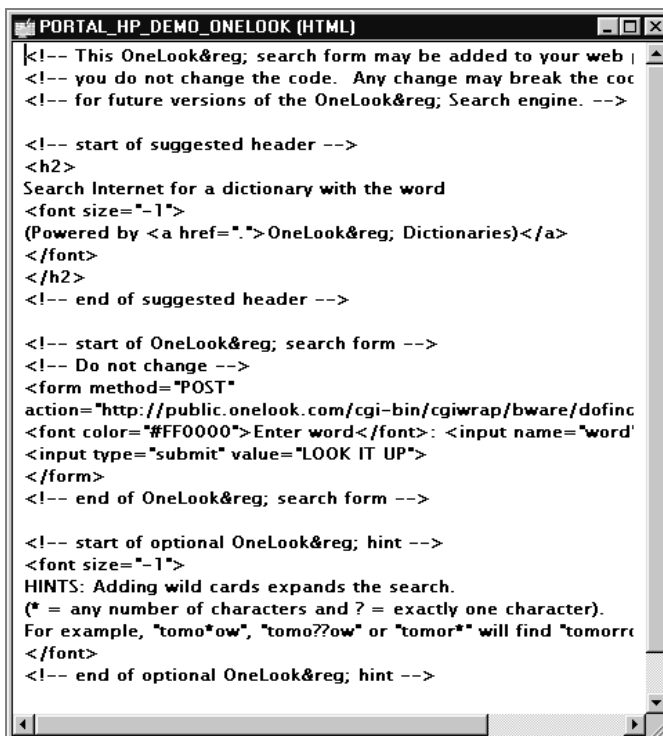 PORTAL_HP_DEMO_ONELOOK (HTML)
<!-- This OneLook&reg; search form may be added to your web
<!-- you do not change the code.  Any change may break the
<!-- for future versions of the OneLook&reg; Search engine. -->
<!-- start of suggested header -->
<h2>
Search Internet for a dictionary with the word
<font size="-1">
(Powered by <a href=".">OneLook&reg; Dictionaries)</a>
</font>
</h2>
<!-- end of suggested header -->
<!-- start of OneLook&reg; search form -->
<!-- Do not change -->
<form method="POST"
action="http://public.onelook.com/cgi-bin/cgiwrap/bware/dofinc
<font color="#FF0000">Enter word</font>: <input name="word"
<input type="submit" value="LOOK IT UP">
</form>
<!-- end of OneLook&reg; search form -->
<!-- start of optional OneLook&reg; hint -->
<font size="-1">
HINTS: Adding wild cards expands the search.
(* = any number of characters and ? = exactly one character).
For example, "tomo*ow", "tomo??ow" or "tomor*" will find
</font>
<!-- end of optional OneLook&reg; hint -->